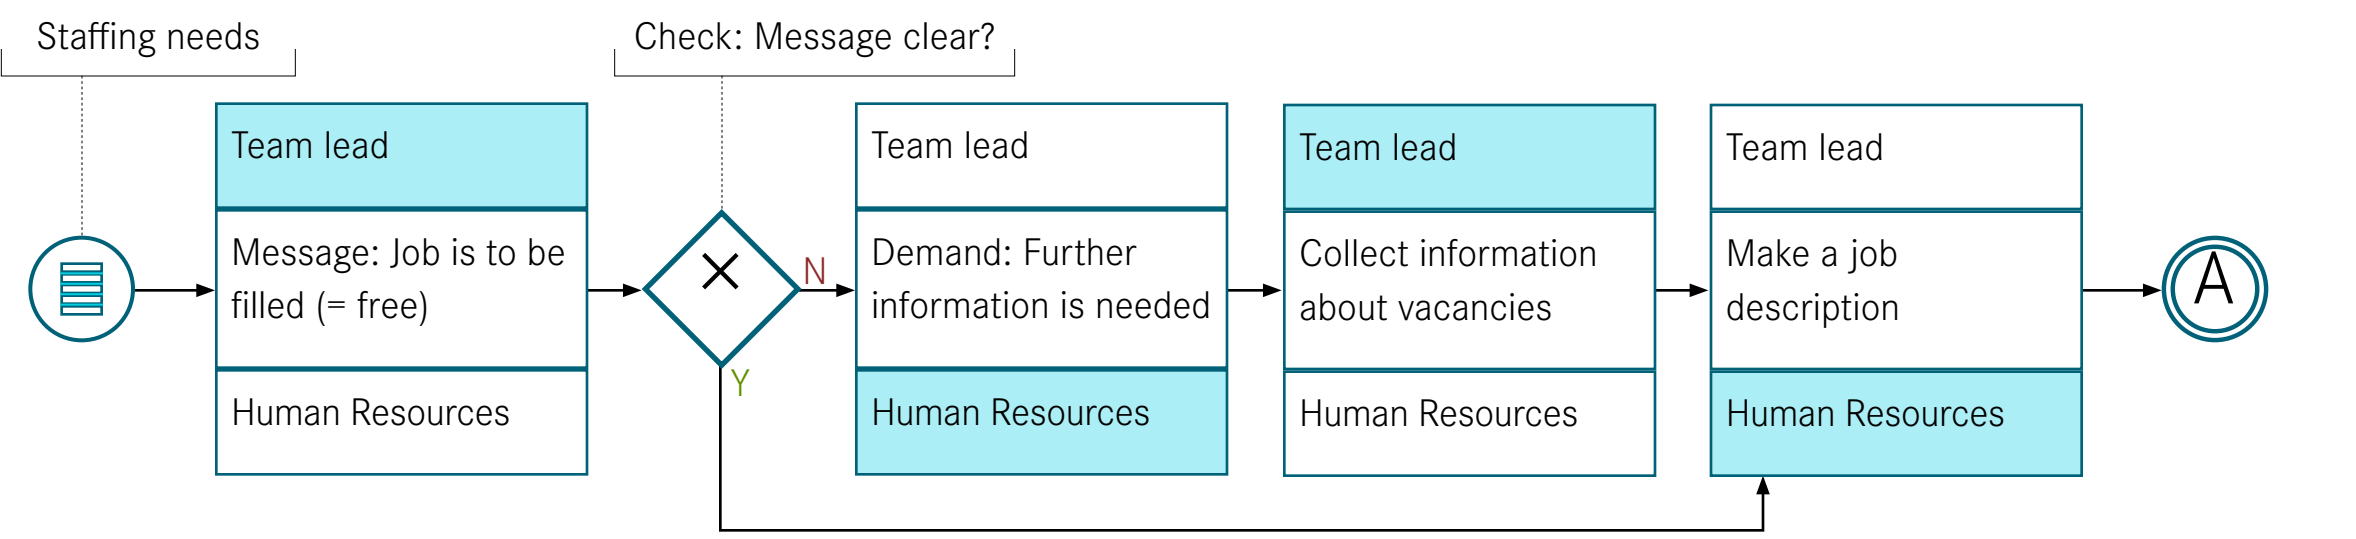 Staffing needs
Check: Message clear?
Team lead
Message: Job is to be
filled (= free)
Human Resources
N
Y
Team lead
Demand: Further
information is needed
Human Resources
Team lead
Collect information
about vacancies
Human Resources
Team lead
Make a job
description
Human Resources
A